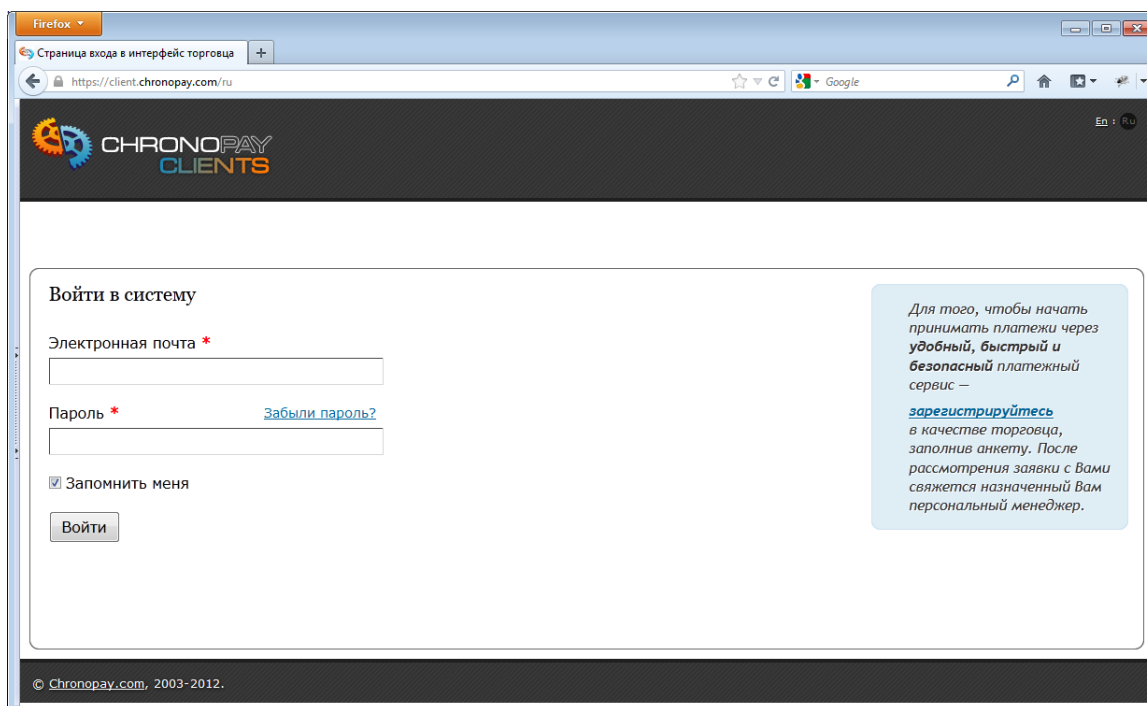 Firefox
Страница входа в интерфейс торговца
https://client.chronopay.com/ru
Google
En : Ru
CHRONOPAY
CLIENTS
Войти в систему
Электронная почта *
Пароль * Забыли пароль?
Запомнить меня
Войти
Для того, чтобы начать
принимать платежи через
удобный, быстрый и
безопасный платежный
сервис —
зарегистрируйтесь
в качестве торговца,
заполнив анкету. После
рассмотрения заявки с Вами
свяжется назначенный Вам
персональный менеджер.
© Chronopay.com, 2003-2012.